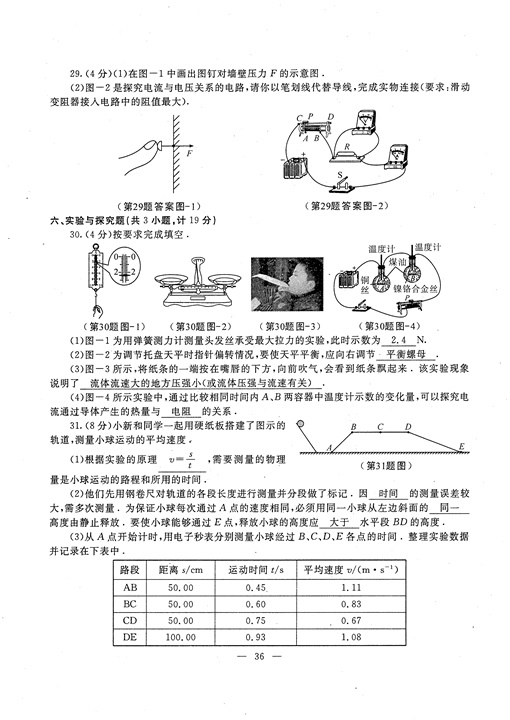 29.(4分)(1)在图-1中画出图钉对墙壁压力F的示意图.
(2)图-2是探究电流与电压关系的电路,请你以笔划线代替导线,完成实物连接(要求:滑动
变阻器接入电路中的阻值最大).
F
C P D
A B
R
S
(第29题答案图-1) (第29题答案图-2)
六、实验与探究题(共3小题,计19分)
30.(4分)按要求完成填空.
0 0
2 2
温度计 温度计
煤油
铜丝
镍铬合金丝
A B
P
(第30题图-1) (第30题图-2) (第30题图-3) (第30题图-4)
(1)图-1为用弹簧测力计测量头发丝承受最大拉力的实验,此时示数为 2.4 N.
(2)图-2为调节托盘天平时指针偏转情况,要使天平平衡,应向右调节 平衡螺母 .
(3)图-3所示,将纸条的一端按在嘴唇的下方,向前吹气,会看到纸条飘起来.该实验现象
说明了 流体流速大的地方压强小(或流体压强与流速有关) .
(4)图-4所示实验中,通过比较相同时间内A、B两容器中温度计示数的变化量,可以探究电
流通过导体产生的热量与 电阻 的关系.
31.(8分)小新和同学一起用硬纸板搭建了图示的
轨道,测量小球运动的平均速度.
(1)根据实验的原理 v=s/t ,需要测量的物理
量是小球运动的路程和所用的时间.
B C D
A E
(第31题图)
(2)他们先用钢卷尺对轨道的各段长度进行测量并分段做了标记.因 时间 的测量误差较
大,需多次测量.为保证小球每次通过A点的速度相同,必须用同一小球从左边斜面的 同一
高度由静止释放.要使小球能够通过E点,释放小球的高度应 大于 水平段BD的高度.
(3)从A点开始计时,用电子秒表分别测量小球经过B、C、D、E各点的时间.整理实验数据
并记录在下表中.
路段 距离s/cm 运动时间t/s 平均速度v/(m·s⁻¹)
AB 50.00 0.45 1.11
BC 50.00 0.60 0.83
CD 50.00 0.75 0.67
DE 100.00 0.93 1.08
— 36 —